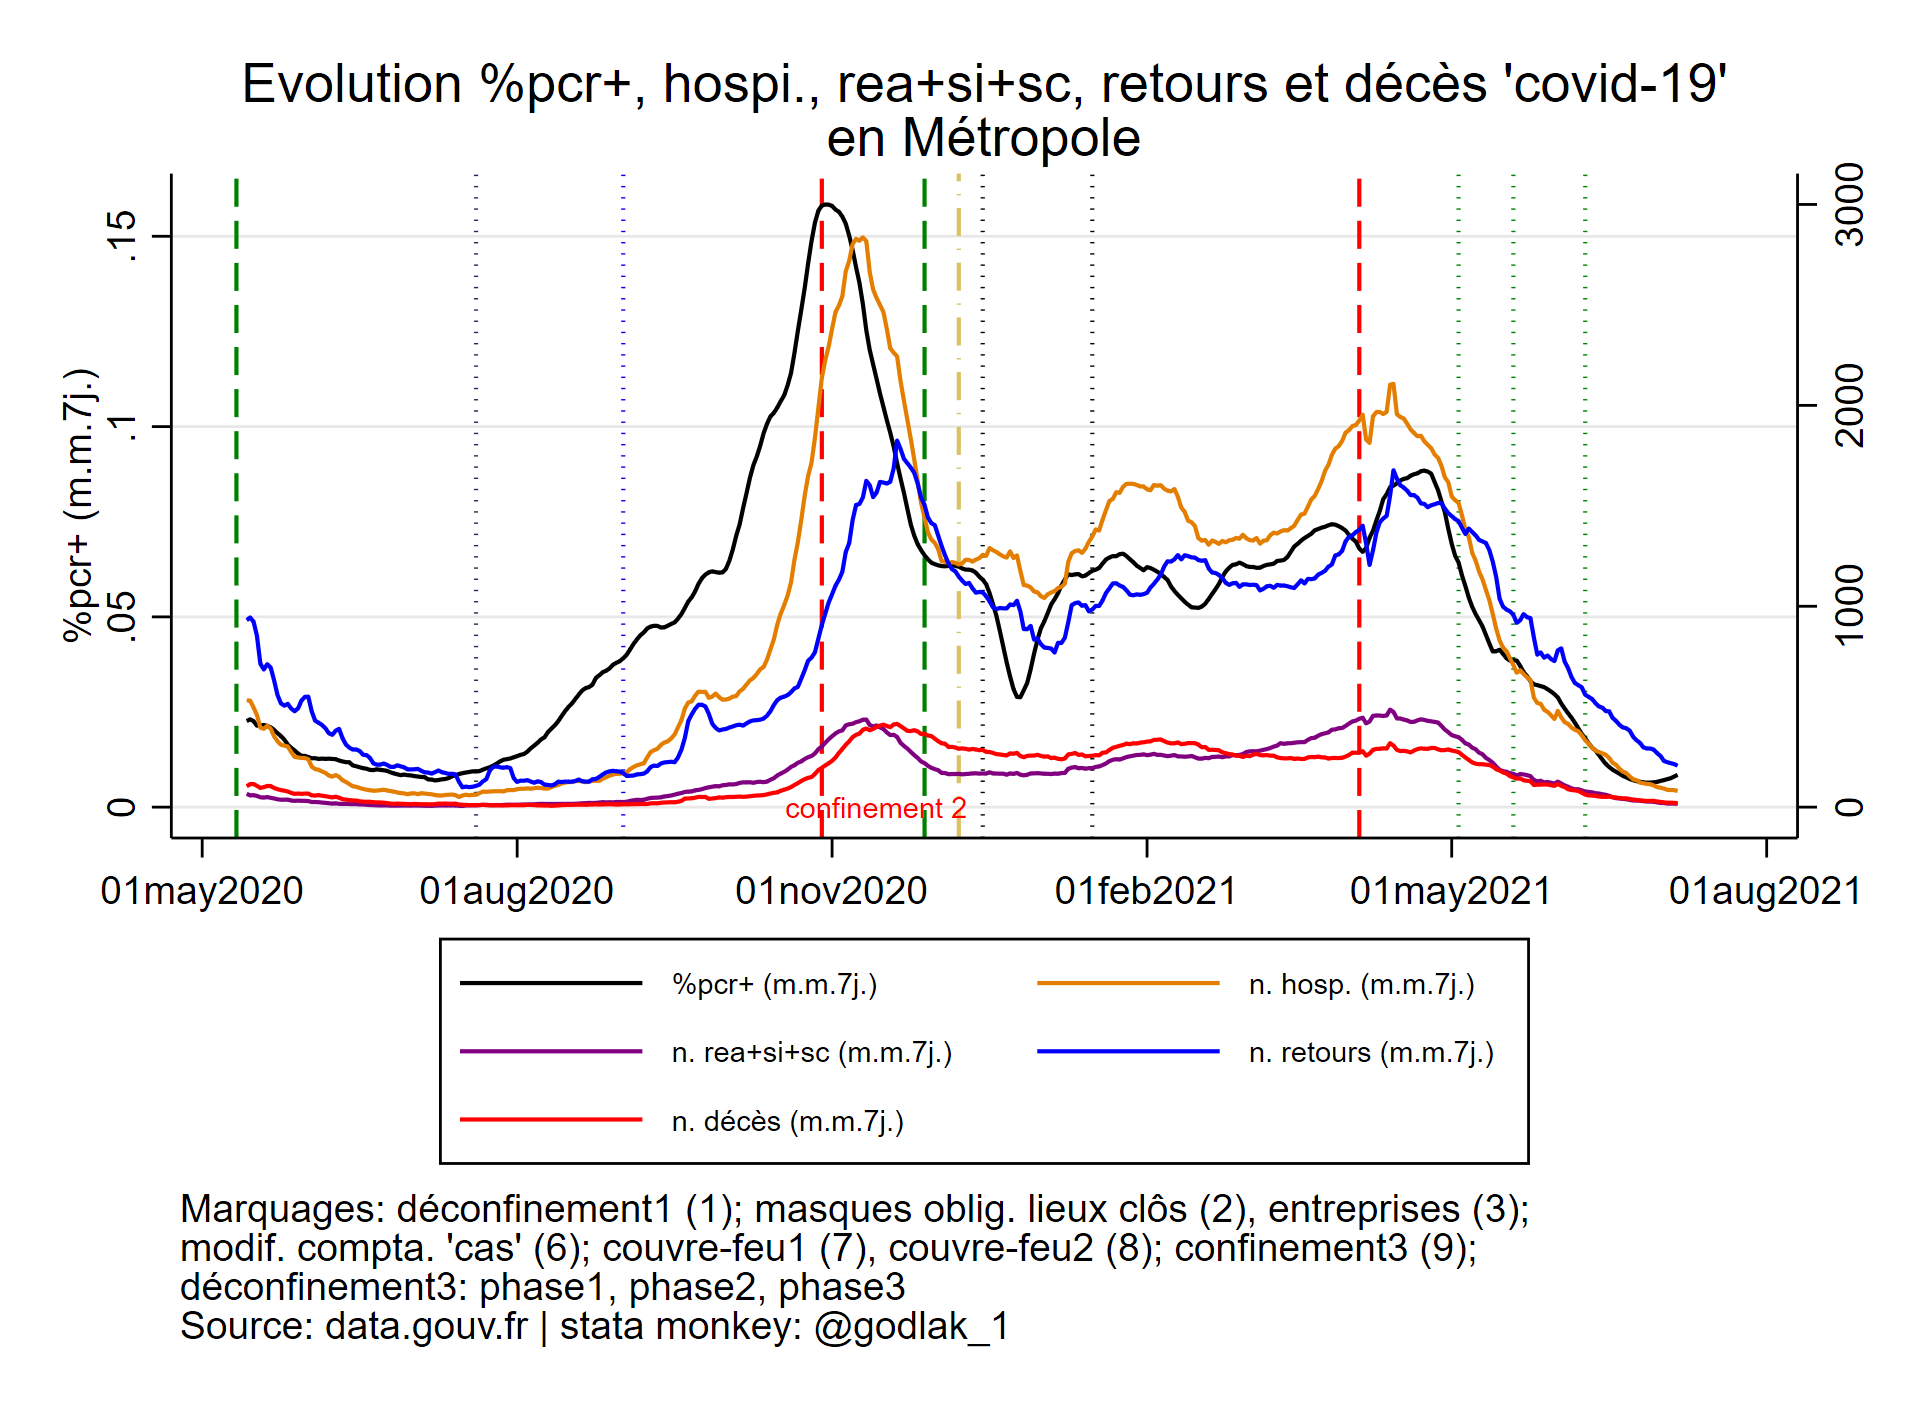 Evolution %pcr+, hospi., rea+si+sc, retours et décès 'covid-19'
en Métropole
%pcr+ (m.m.7j.)
.15
.1
.05
0
3000
2000
1000
0
confinement 2
01may2020
01aug2020
01nov2020
01feb2021
01may2021
01aug2021
%pcr+ (m.m.7j.)
n. hosp. (m.m.7j.)
n. rea+si+sc (m.m.7j.)
n. retours (m.m.7j.)
n. décès (m.m.7j.)
Marquages: déconfinement1 (1); masques oblig. lieux clôs (2), entreprises (3);
modif. compta. 'cas' (6); couvre-feu1 (7), couvre-feu2 (8); confinement3 (9);
déconfinement3: phase1, phase2, phase3
Source: data.gouv.fr | stata monkey: @godlak_1